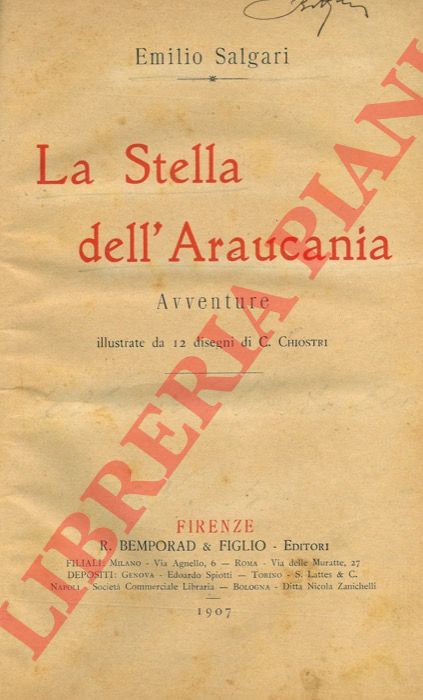 Emilio Salgari
La Stella
dell'Araucania
Avventure
illustrate da 12 disegni di C. Chiostri
FIRENZE
R. BEMPORAD & FIGLIO - Editori
FILIALI: Milano - Via Agnello, 6 — Roma - Via delle Muratte, 27
DEPOSITI: Genova - Edoardo Spiotti — Torino - S. Lattes & C.
Napoli - Società Commerciale Libraria — Bologna - Ditta Nicola Zanichelli
1907
LIBRERIA PIANI